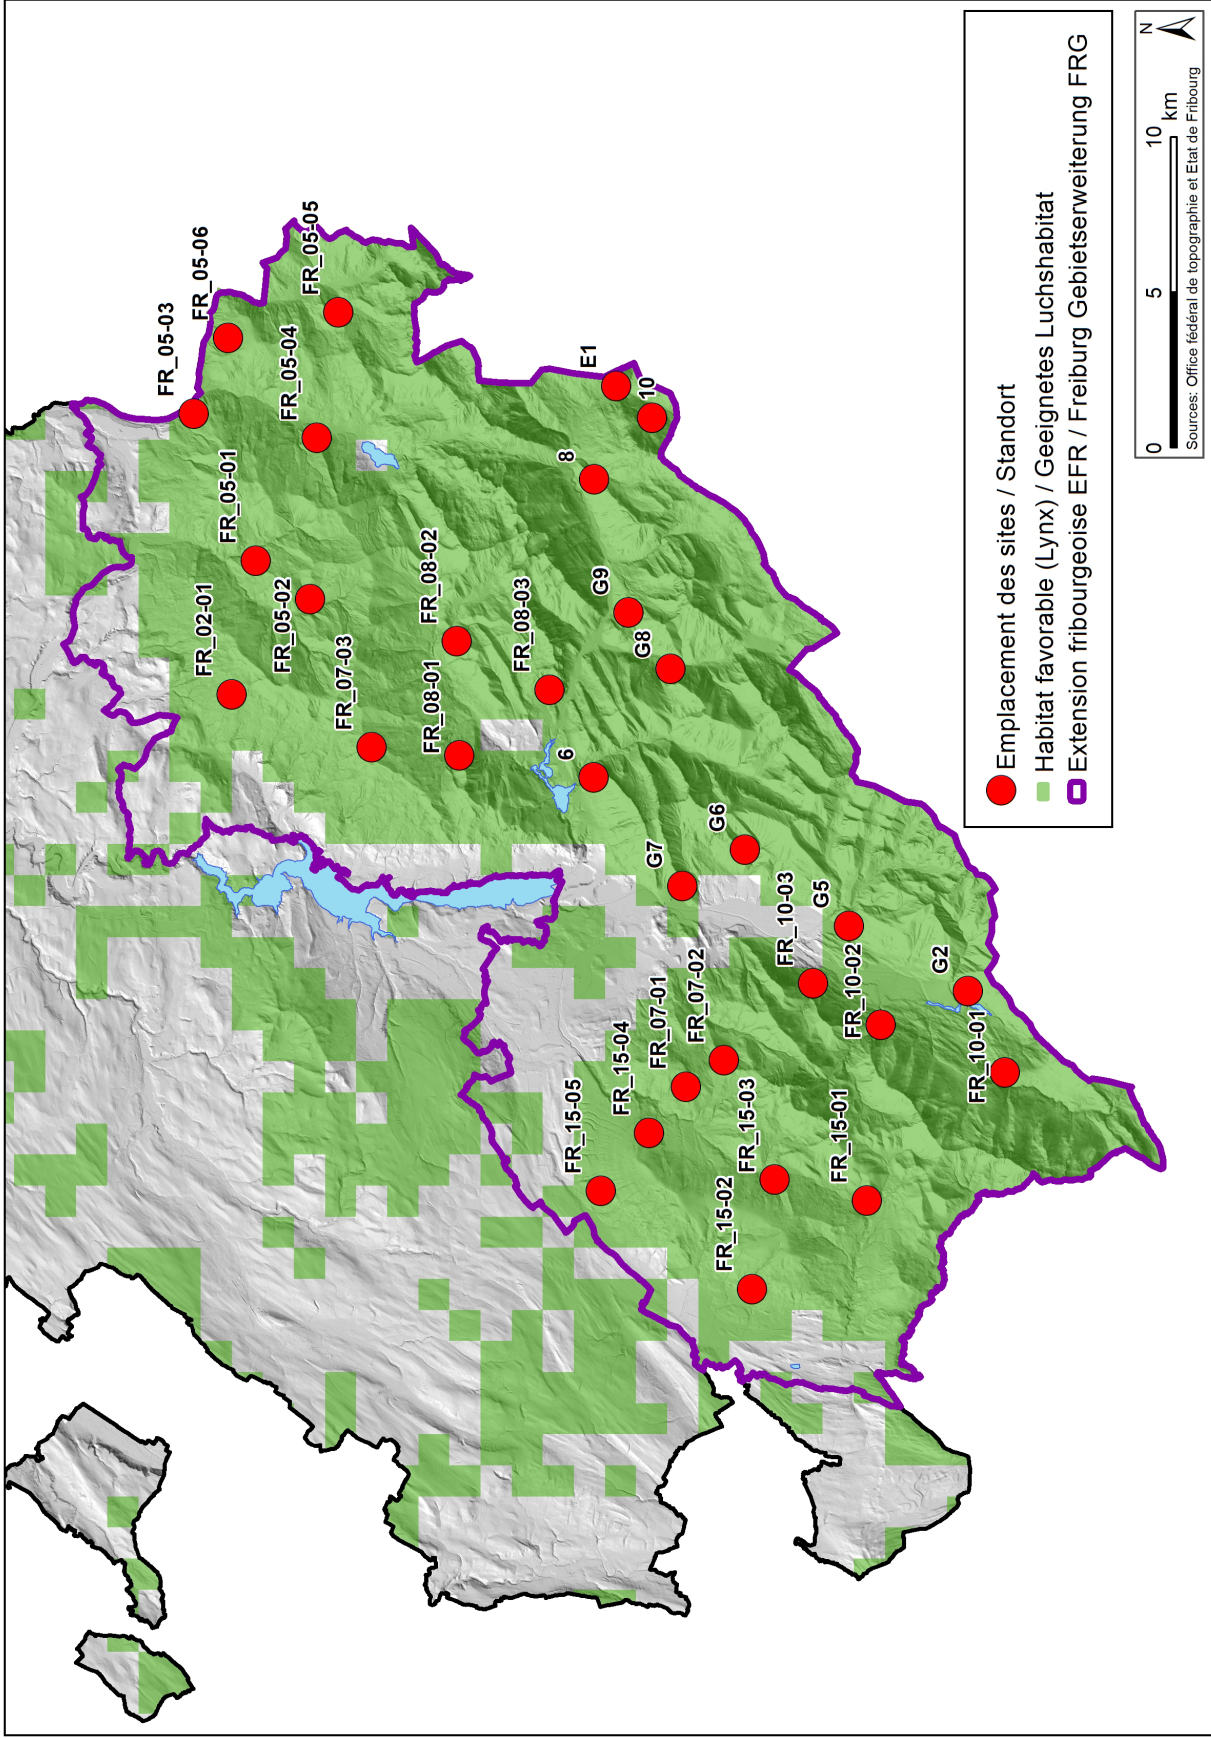 FR_05-03
FR_05-06
FR_05-05
FR_05-04
FR_05-01
FR_02-01
FR_05-02
FR_07-03
FR_08-02
FR_08-01
FR_08-03
E1
10
8
G9
G8
6
G7
G6
FR_10-03
G5
FR_10-02
G2
FR_10-01
FR_07-02
FR_07-01
FR_15-04
FR_15-05
FR_15-03
FR_15-02
FR_15-01
Emplacement des sites / Standort
Habitat favorable (Lynx) / Geeignetes Luchshabitat
Extension fribourgeoise EFR / Freiburg Gebietserweiterung FRG
N
0 5 10
km
Sources: Office fédéral de topographie et Etat de Fribourg